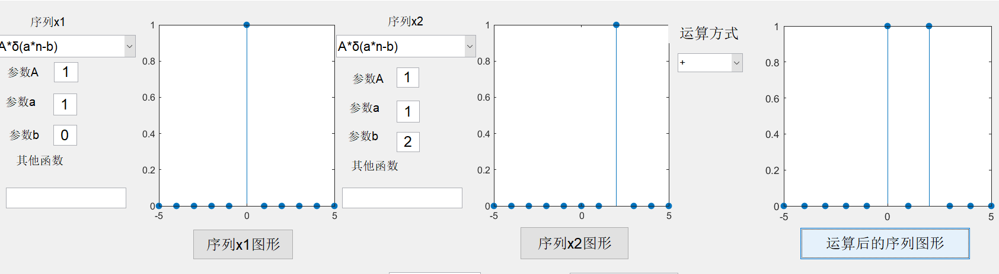 序列x1
A*δ(a*n-b)
参数A
1
参数a
1
参数b
0
其他函数
1
0.8
0.6
0.4
0.2
0
-5
0
5
序列x1图形
序列x2
A*δ(a*n-b)
参数A
1
参数a
1
参数b
2
其他函数
1
0.8
0.6
0.4
0.2
0
-5
0
5
序列x2图形
运算方式
+
1
0.8
0.6
0.4
0.2
0
-5
0
5
运算后的序列图形